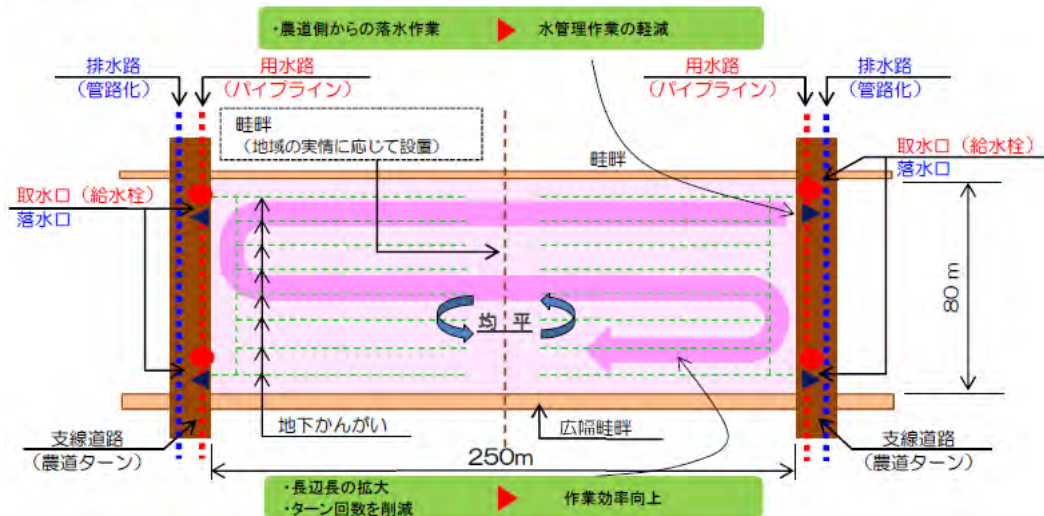 ・農道側からの落水作業 ▶ 水管理作業の軽減
排水路
（管路化）
用水路
（パイプライン）
用水路
（パイプライン）
排水路
（管路化）
畦畔
（地域の実情に応じて設置）
畦畔
取水口（給水栓）
落水口
取水口（給水栓）
落水口
80m
均 平
地下かんがい
広幅畦畔
支線道路
（農道ターン）
支線道路
（農道ターン）
250m
・長辺長の拡大
・ターン回数を削減
▶ 作業効率向上